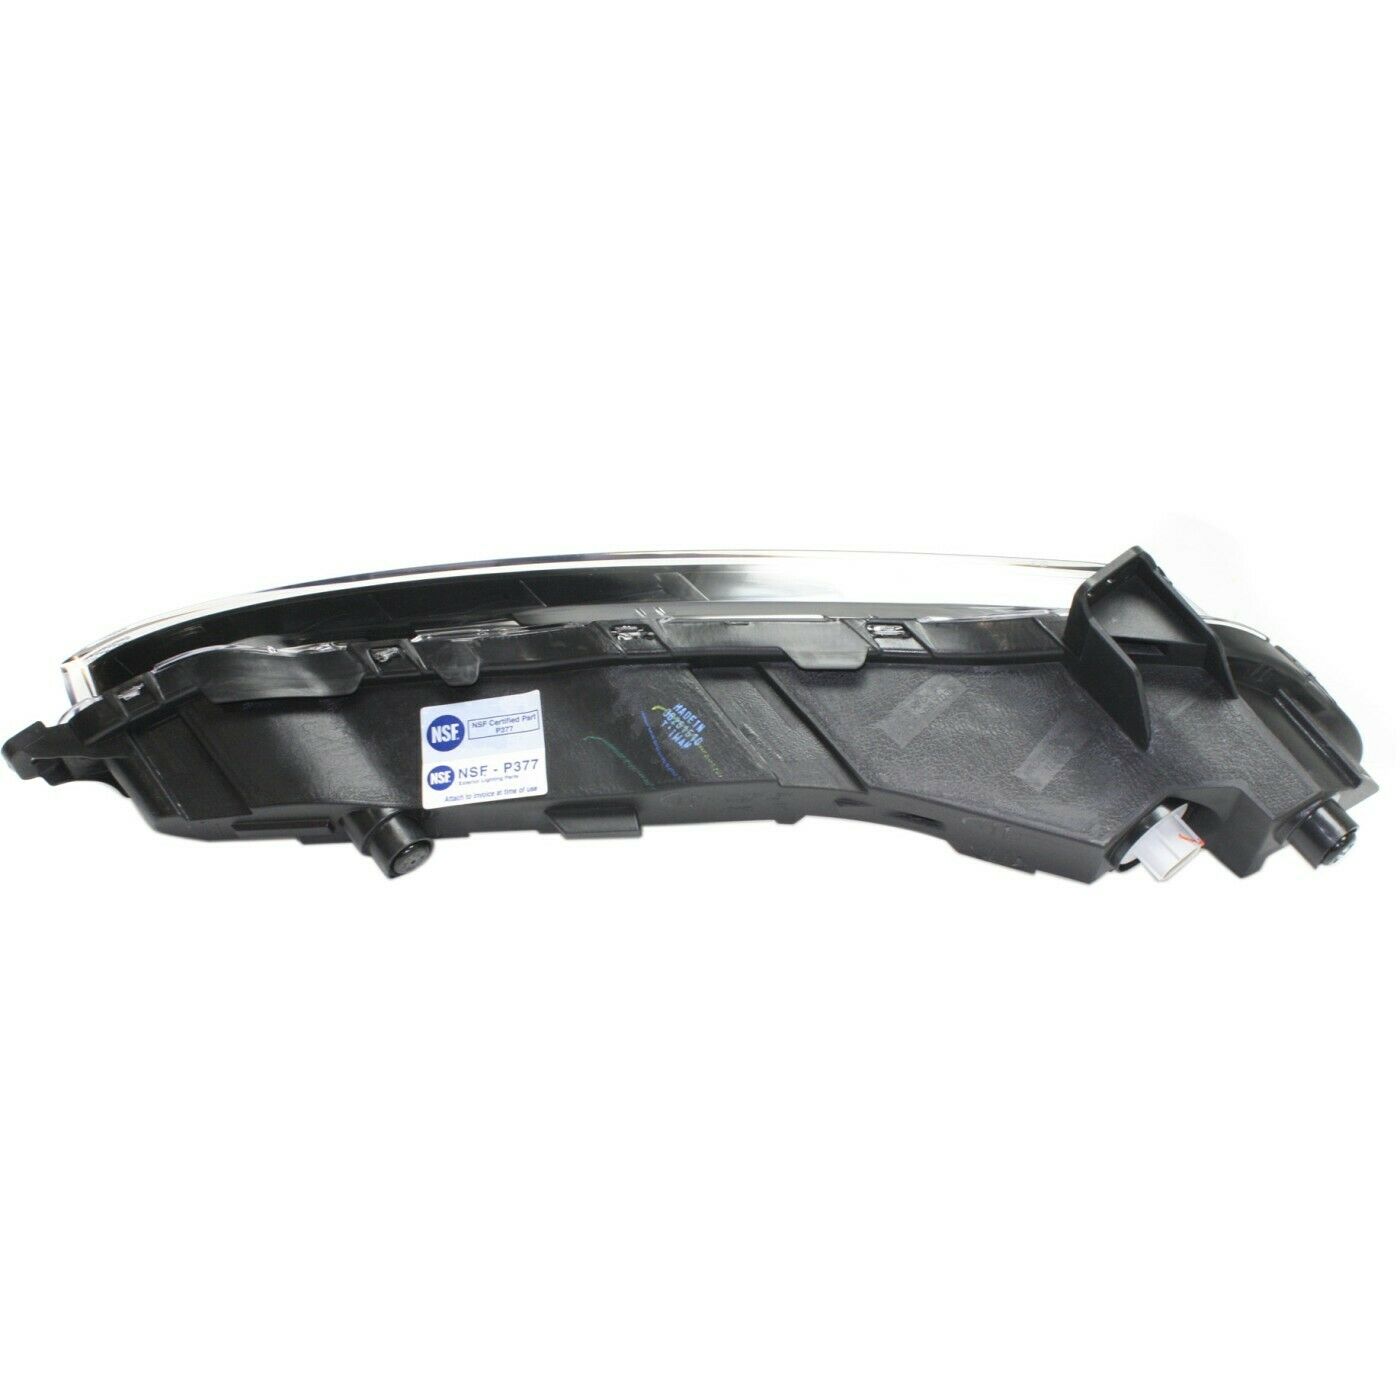 NSF
NSF Certified Part
P377
NSF
NSF - P377
Exterior Lighting Parts
Attach to invoice at time of use
MADE IN
TAIWAN